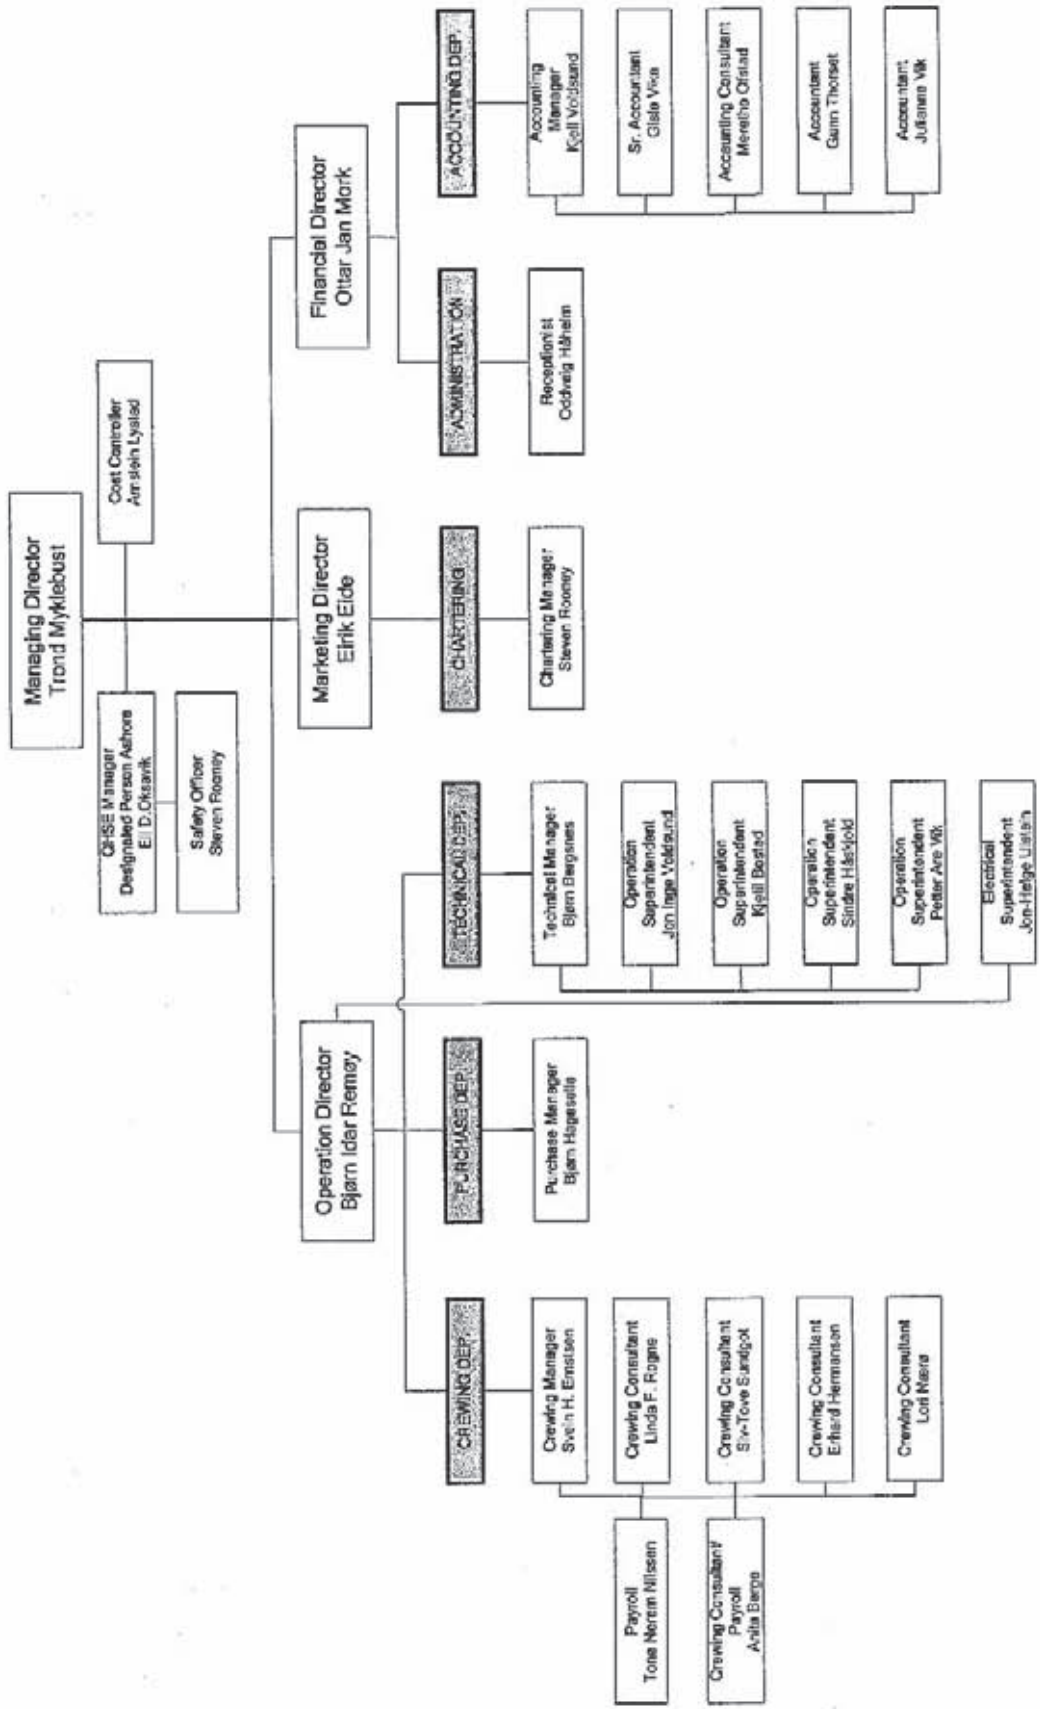 Managing Director
Trond Myklebust
QHSE Manager
Designated Person Ashore
Eli D.Oksavik
Cost Controller
Arnstein Lystad
Safety Officer
Steven Rooney
Operation Director
Bjørn Idar Remøy
Marketing Director
Eirik Eide
Financial Director
Ottar Jan Mork
CREWING DEP.
PURCHASE DEP.
TECHNICAL DEP.
CHARTERING
ADMINISTRATION
ACCOUNTING DEP.
Crewing Manager
Svein H. Ernstsen
Purchase Manager
Bjørn Hageselle
Technical Manager
Bjørn Bergsnes
Chartering Manager
Steven Rooney
Receptionist
Oddveig Håheim
Accounting
Manager
Kjell Voldsund
Payroll
Tone Nerem Nilssen
Crewing Consultant
Linda F. Rogne
Operation
Superintendent
Jon Inge Voldsund
Sr. Accountant
Gisle Vike
Crewing Consultant/
Payroll
Anita Berge
Crewing Consultant
Siv-Tove Sundgot
Operation
Superintendent
Kjetil Bostad
Accounting Consultant
Merethe Ofstad
Crewing Consultant
Erhard Hermansen
Operation
Superintendent
Sindre Håskjold
Accountant
Gunn Thorset
Crewing Consultant
Lori Nærø
Operation
Superintendent
Petter Are Vik
Accountant
Julianne Vik
Electrical
Superintendent
Jon-Helge Ulstein